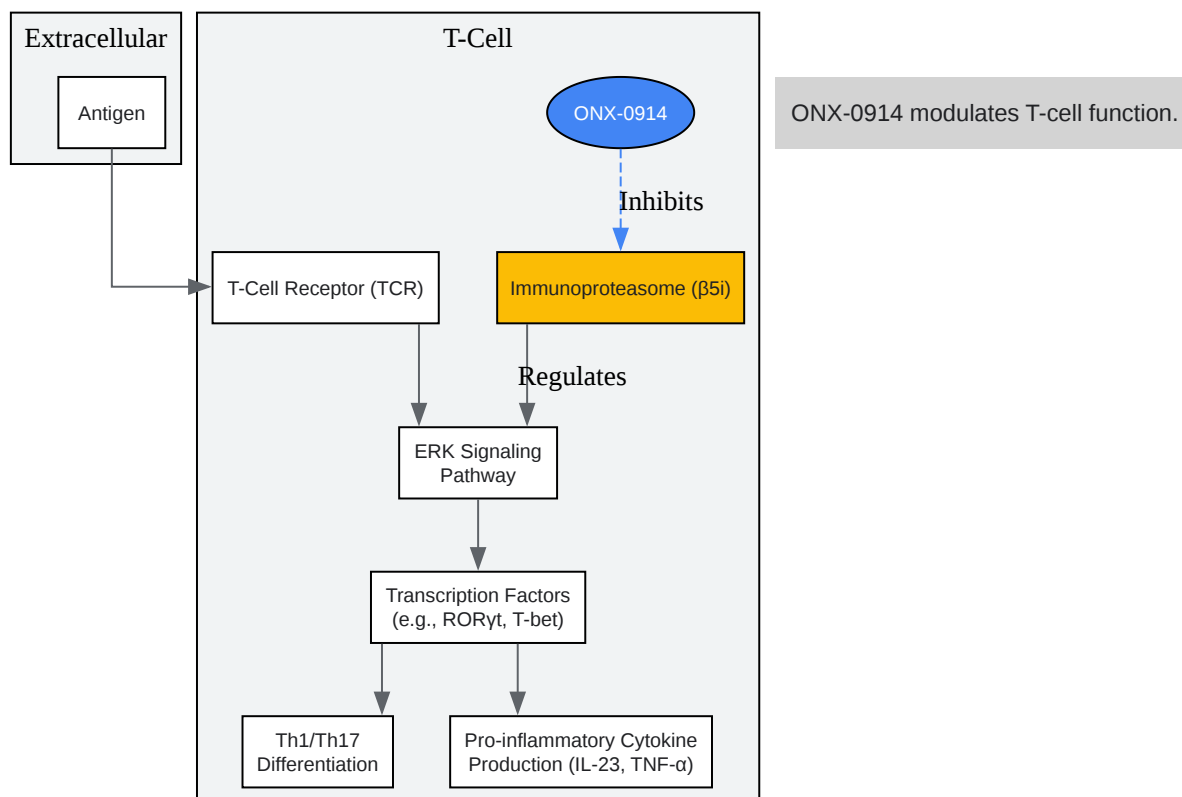 Extracellular
T-Cell
Antigen
ONX-0914
ONX-0914 modulates T-cell function.
Inhibits
T-Cell Receptor (TCR)
Immunoproteasome (β5i)
Regulates
ERK Signaling
Pathway
Transcription Factors
(e.g., RORγt, T-bet)
Th1/Th17
Differentiation
Pro-inflammatory Cytokine
Production (IL-23, TNF-α)